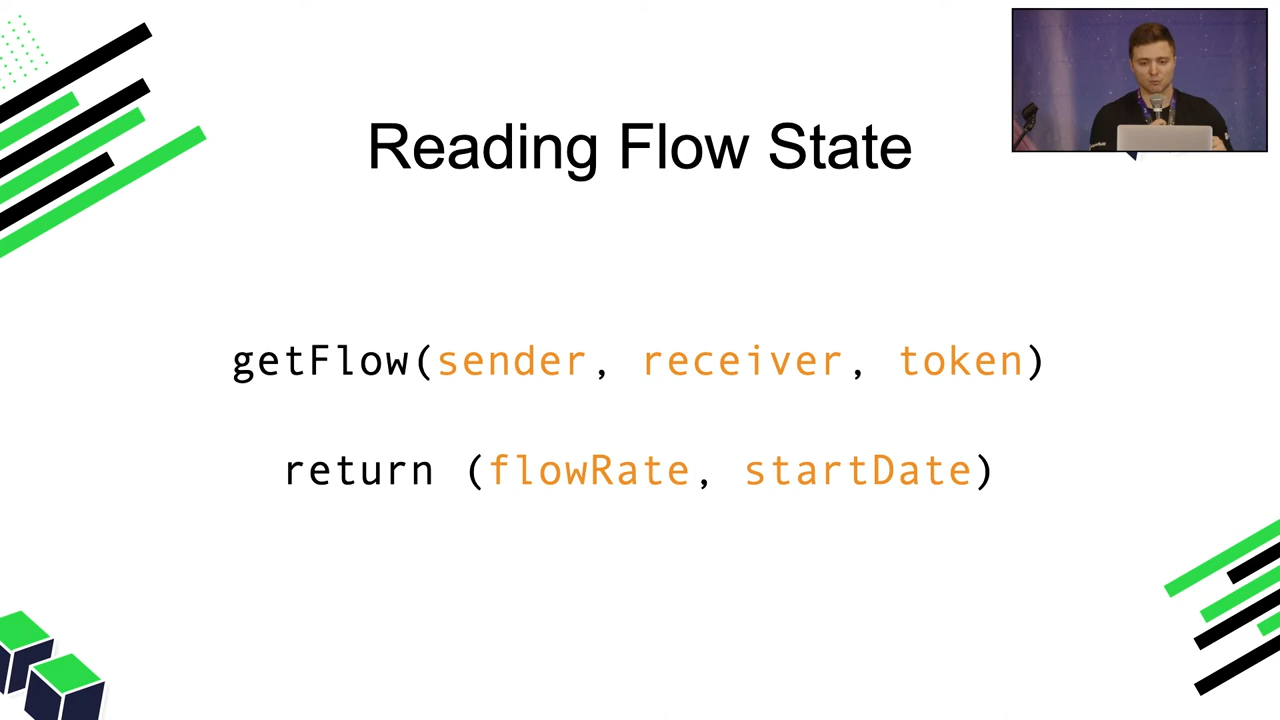 Reading Flow State
getFlow(sender, receiver, token)
return (flowRate, startDate)